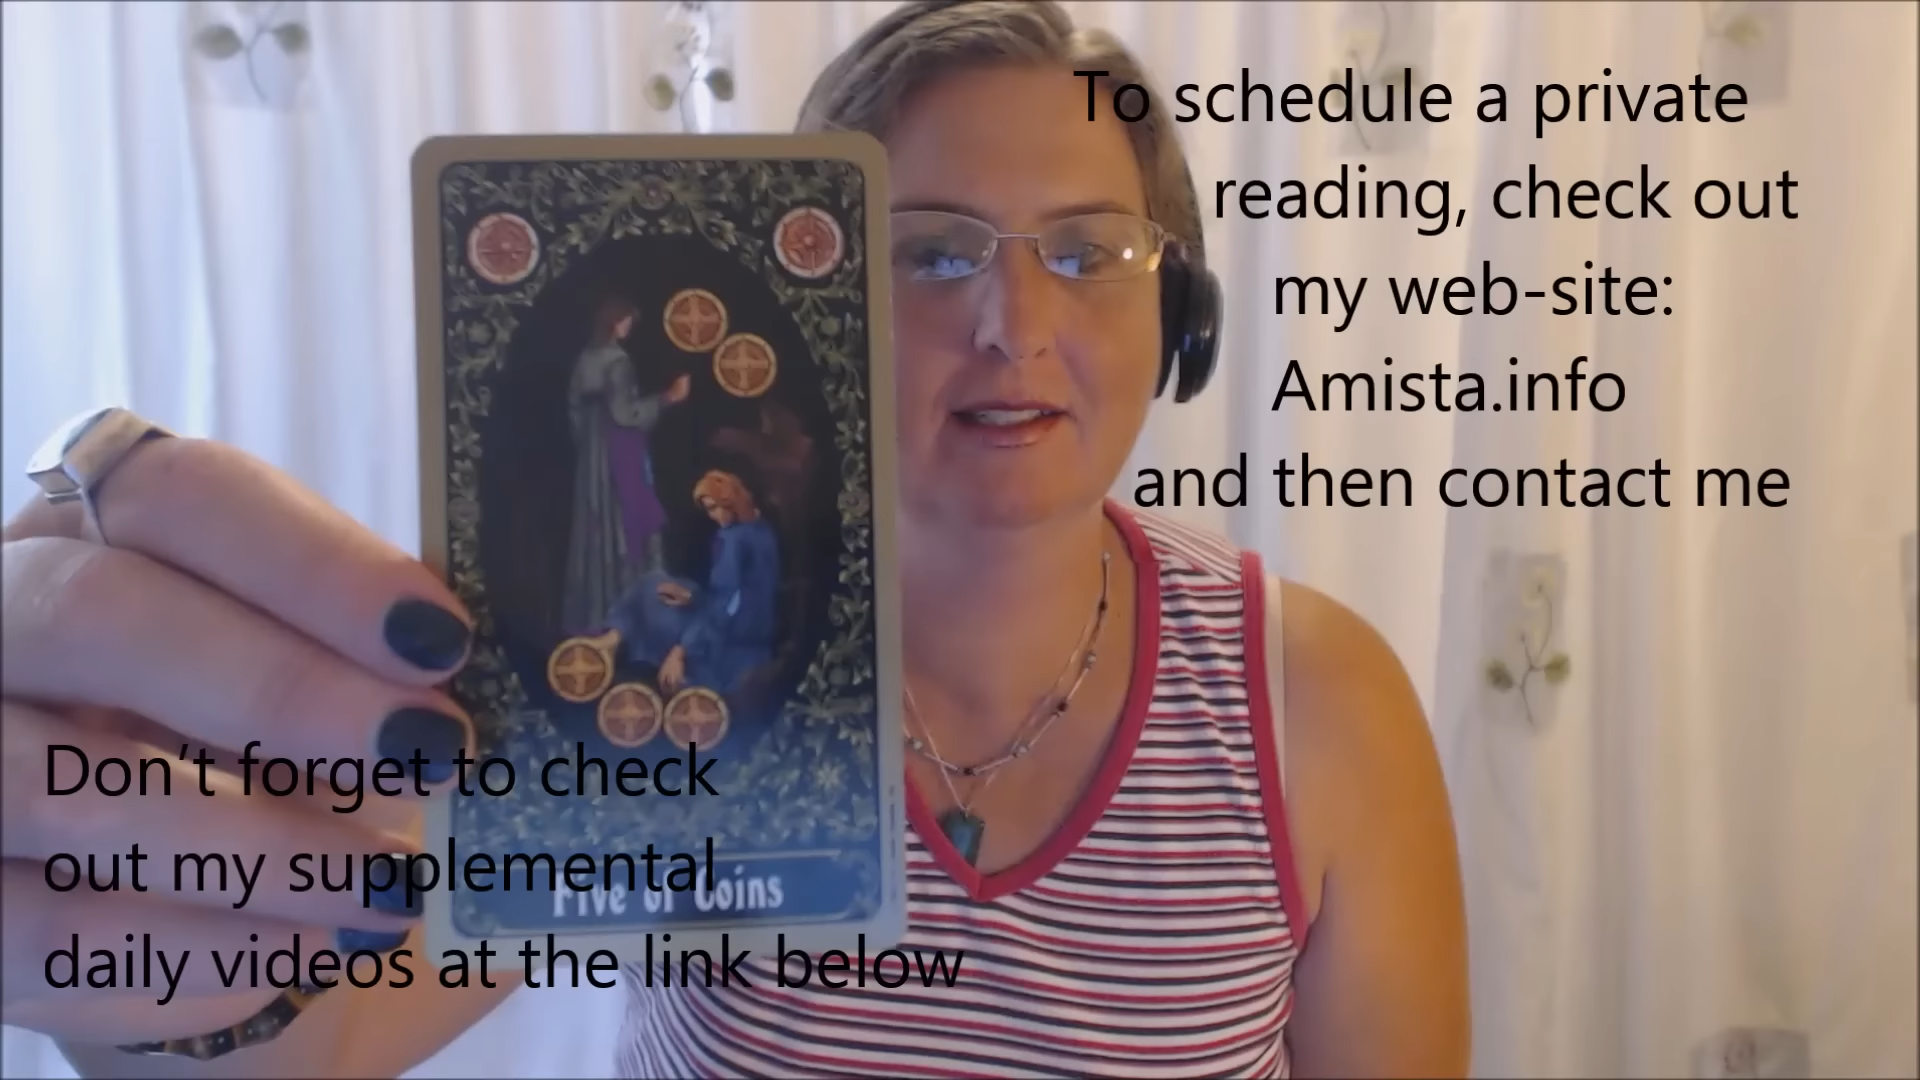 To schedule a private
reading, check out
my web-site:
Amista.info
and then contact me
Don't forget to check
out my supplemental
daily videos at the link below
Five of Coins